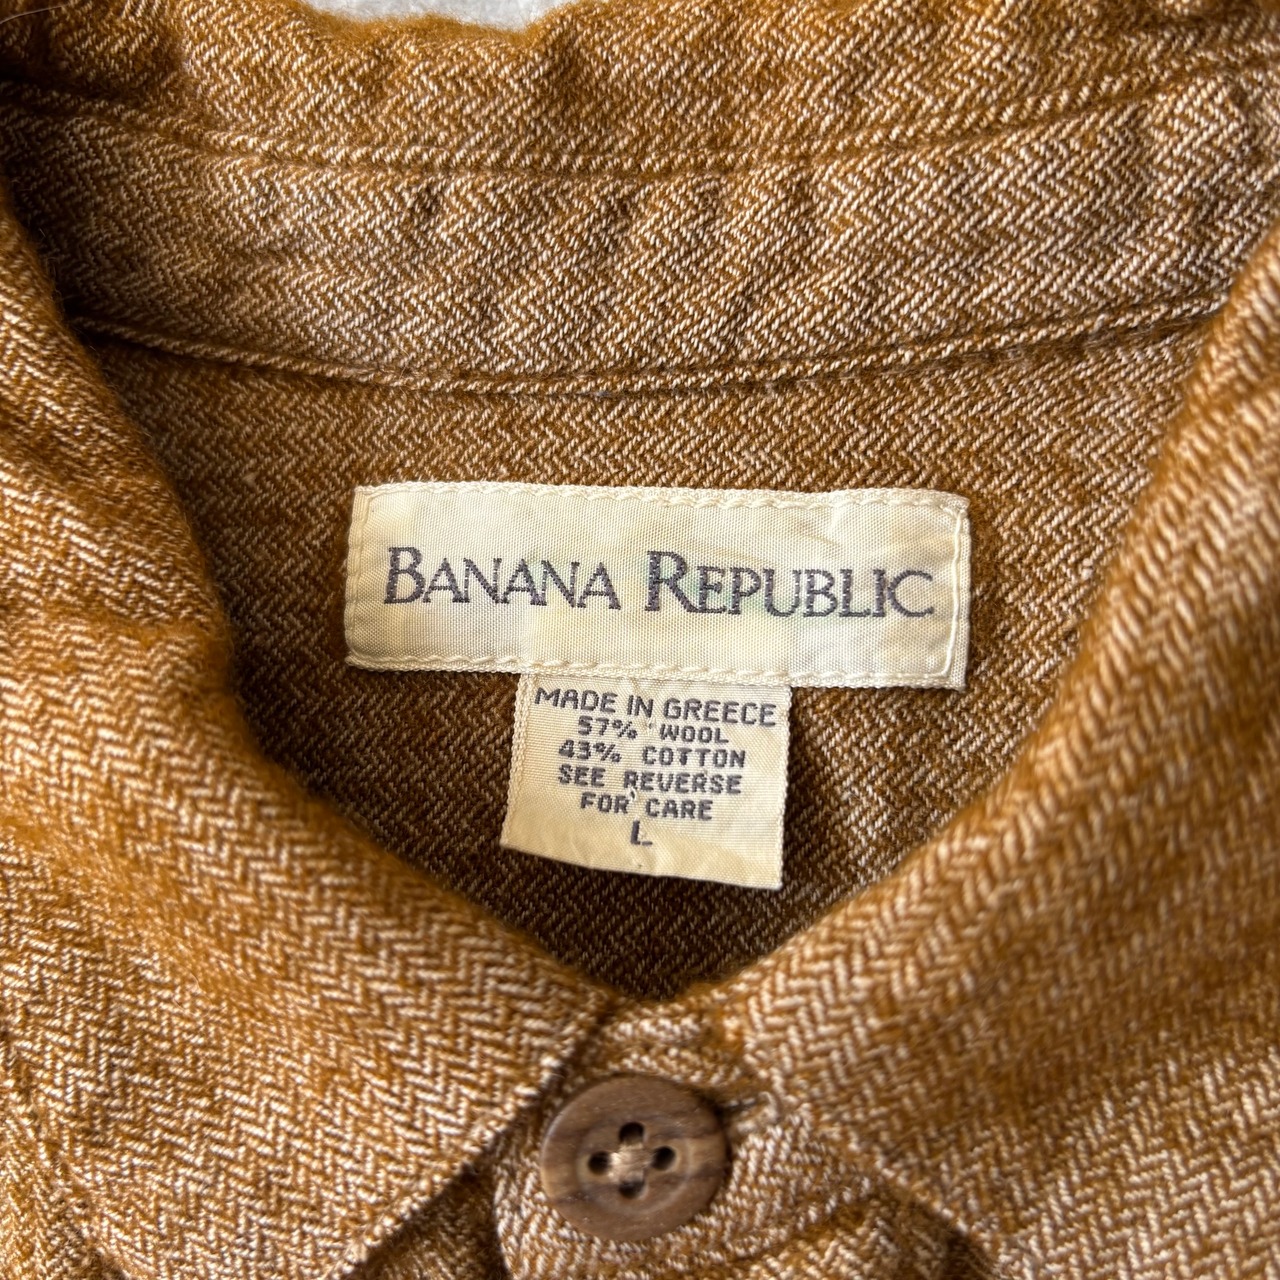 BANANA REPUBLIC
MADE IN GREECE
57% WOOL
43% COTTON
SEE REVERSE
FOR CARE
L